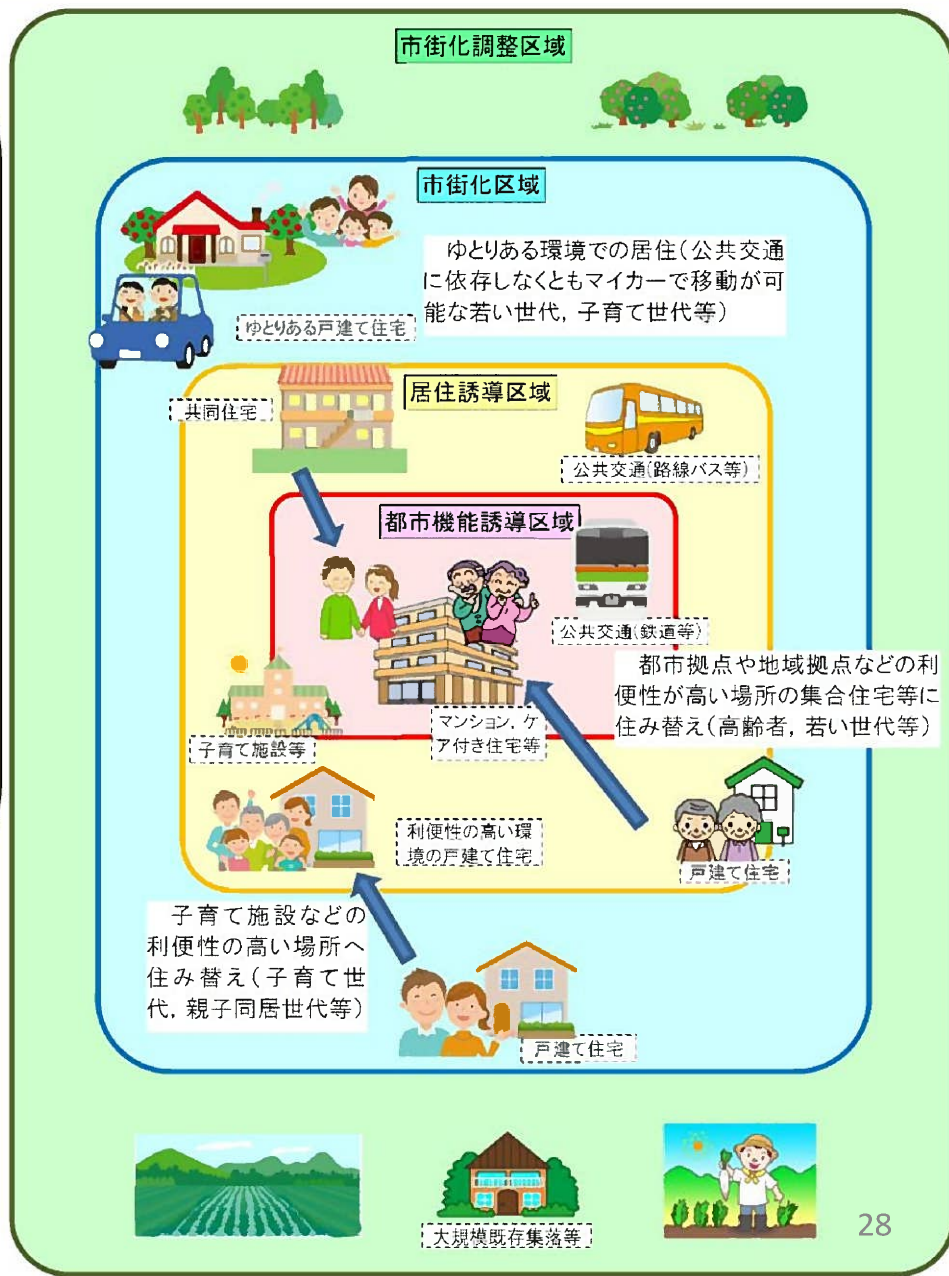 市街化調整区域
市街化区域
ゆとりある環境での居住(公共交通
に依存しなくともマイカーで移動が可
能な若い世代, 子育て世代等)
ゆとりある戸建て住宅
居住誘導区域
共同住宅
公共交通(路線バス等)
都市機能誘導区域
公共交通(鉄道等)
都市拠点や地域拠点などの利
便性が高い場所の集合住宅等に
住み替え(高齢者, 若い世代等)
マンション, ケ
ア付き住宅等
子育て施設等
利便性の高い環
境の戸建て住宅
戸建て住宅
子育て施設などの
利便性の高い場所へ
住み替え(子育て世
代, 親子同居世代等)
戸建て住宅
大規模既存集落等
28